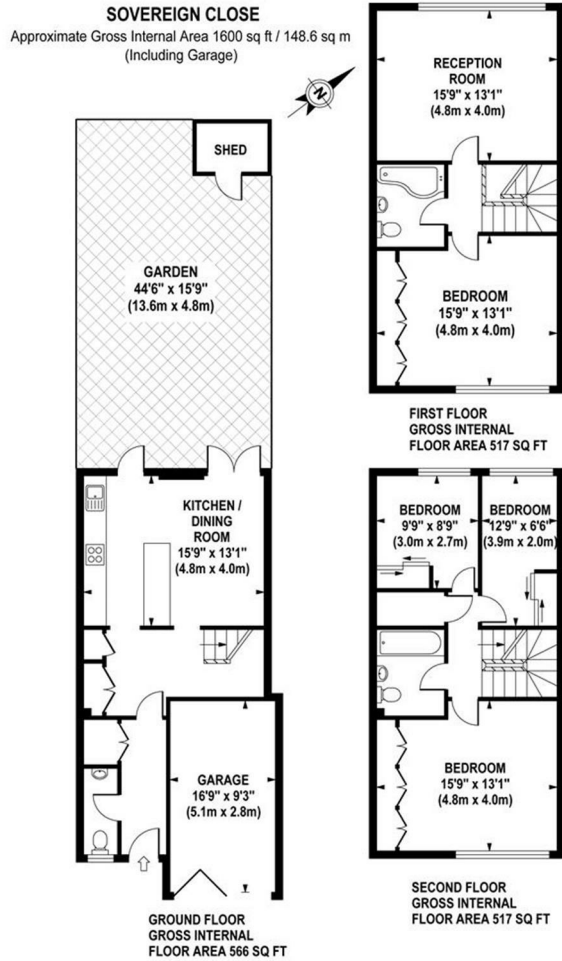 SOVEREIGN CLOSE
Approximate Gross Internal Area 1600 sq ft / 148.6 sq m
(Including Garage)
N
SHED
GARDEN
44'6" x 15'9"
(13.6m x 4.8m)
KITCHEN /
DINING
ROOM
15'9" x 13'1"
(4.8m x 4.0m)
GARAGE
16'9" x 9'3"
(5.1m x 2.8m)
GROUND FLOOR
GROSS INTERNAL
FLOOR AREA 566 SQ FT
RECEPTION
ROOM
15'9" x 13'1"
(4.8m x 4.0m)
BEDROOM
15'9" x 13'1"
(4.8m x 4.0m)
FIRST FLOOR
GROSS INTERNAL
FLOOR AREA 517 SQ FT
BEDROOM
9'9" x 8'9"
(3.0m x 2.7m)
BEDROOM
12'9" x 6'6"
(3.9m x 2.0m)
BEDROOM
15'9" x 13'1"
(4.8m x 4.0m)
SECOND FLOOR
GROSS INTERNAL
FLOOR AREA 517 SQ FT